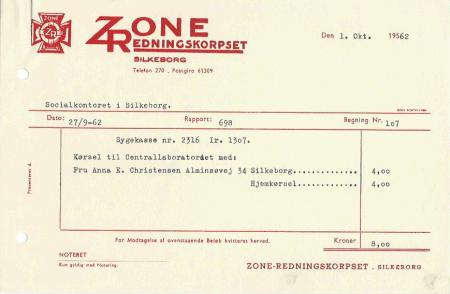 ZONE
ZR
ZONE
REDNINGSKORPSET
SILKEBORG
Telefon 270 . Postgiro 61309
Den 1. Okt. 19562
Socialkontoret i Silkeborg.
Dato: 27/9-62 Rapport: 698 Regning Nr. 107
Sygekasse nr. 2316 Ir. 1307.
Kørsel til Centrallaboratoriet med:
Fru Anna E. Christensen Alminsøvej 34 Silkeborg............. 4,00
Hjemkørsel............. 4,00
For Modtagelse af ovenstaaende Beløb kvitteres herved. Kroner 8,00
NOTERET
Kun gyldig med Notering.
ZONE-REDNINGSKORPSET . SILKEBORG